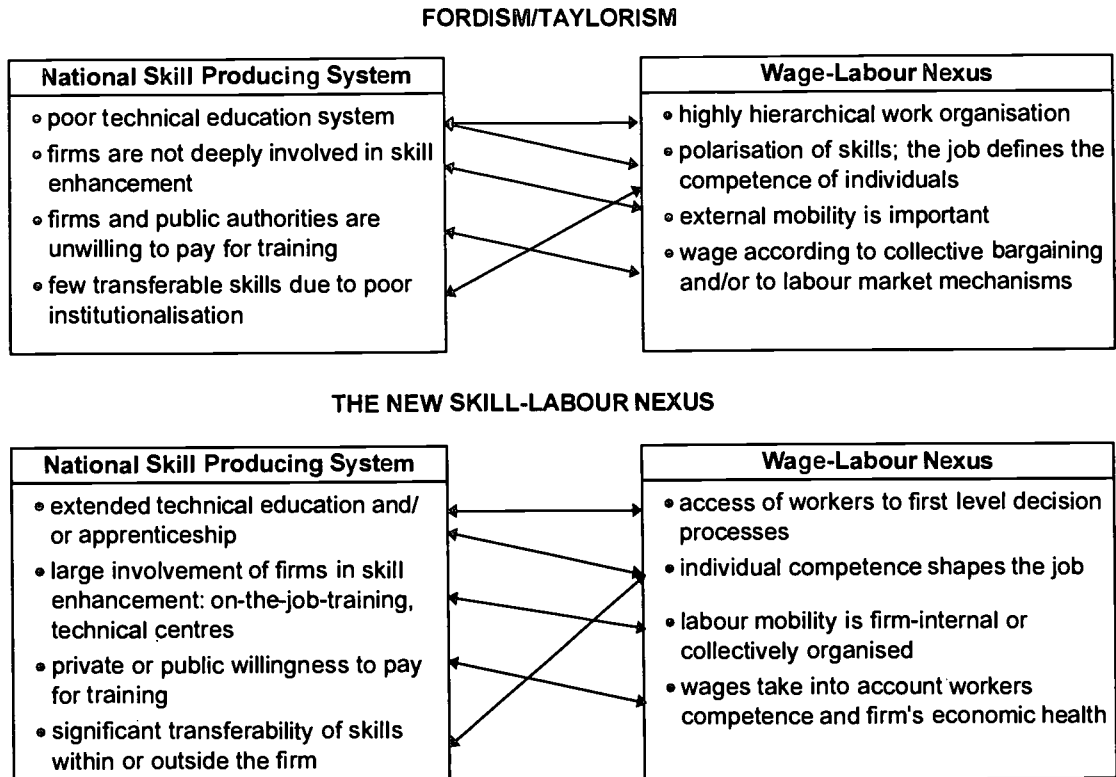 FORDISM/TAYLORISM
National Skill Producing System
• poor technical education system
• firms are not deeply involved in skill
enhancement
• firms and public authorities are
unwilling to pay for training
• few transferable skills due to poor
institutionalisation
Wage-Labour Nexus
• highly hierarchical work organisation
• polarisation of skills; the job defines the
competence of individuals
• external mobility is important
• wage according to collective bargaining
and/or to labour market mechanisms
THE NEW SKILL-LABOUR NEXUS
National Skill Producing System
• extended technical education and/
or apprenticeship
• large involvement of firms in skill
enhancement: on-the-job-training,
technical centres
• private or public willingness to pay
for training
• significant transferability of skills
within or outside the firm
Wage-Labour Nexus
• access of workers to first level decision
processes
• individual competence shapes the job
• labour mobility is firm-internal or
collectively organised
• wages take into account workers
competence and firm's economic health